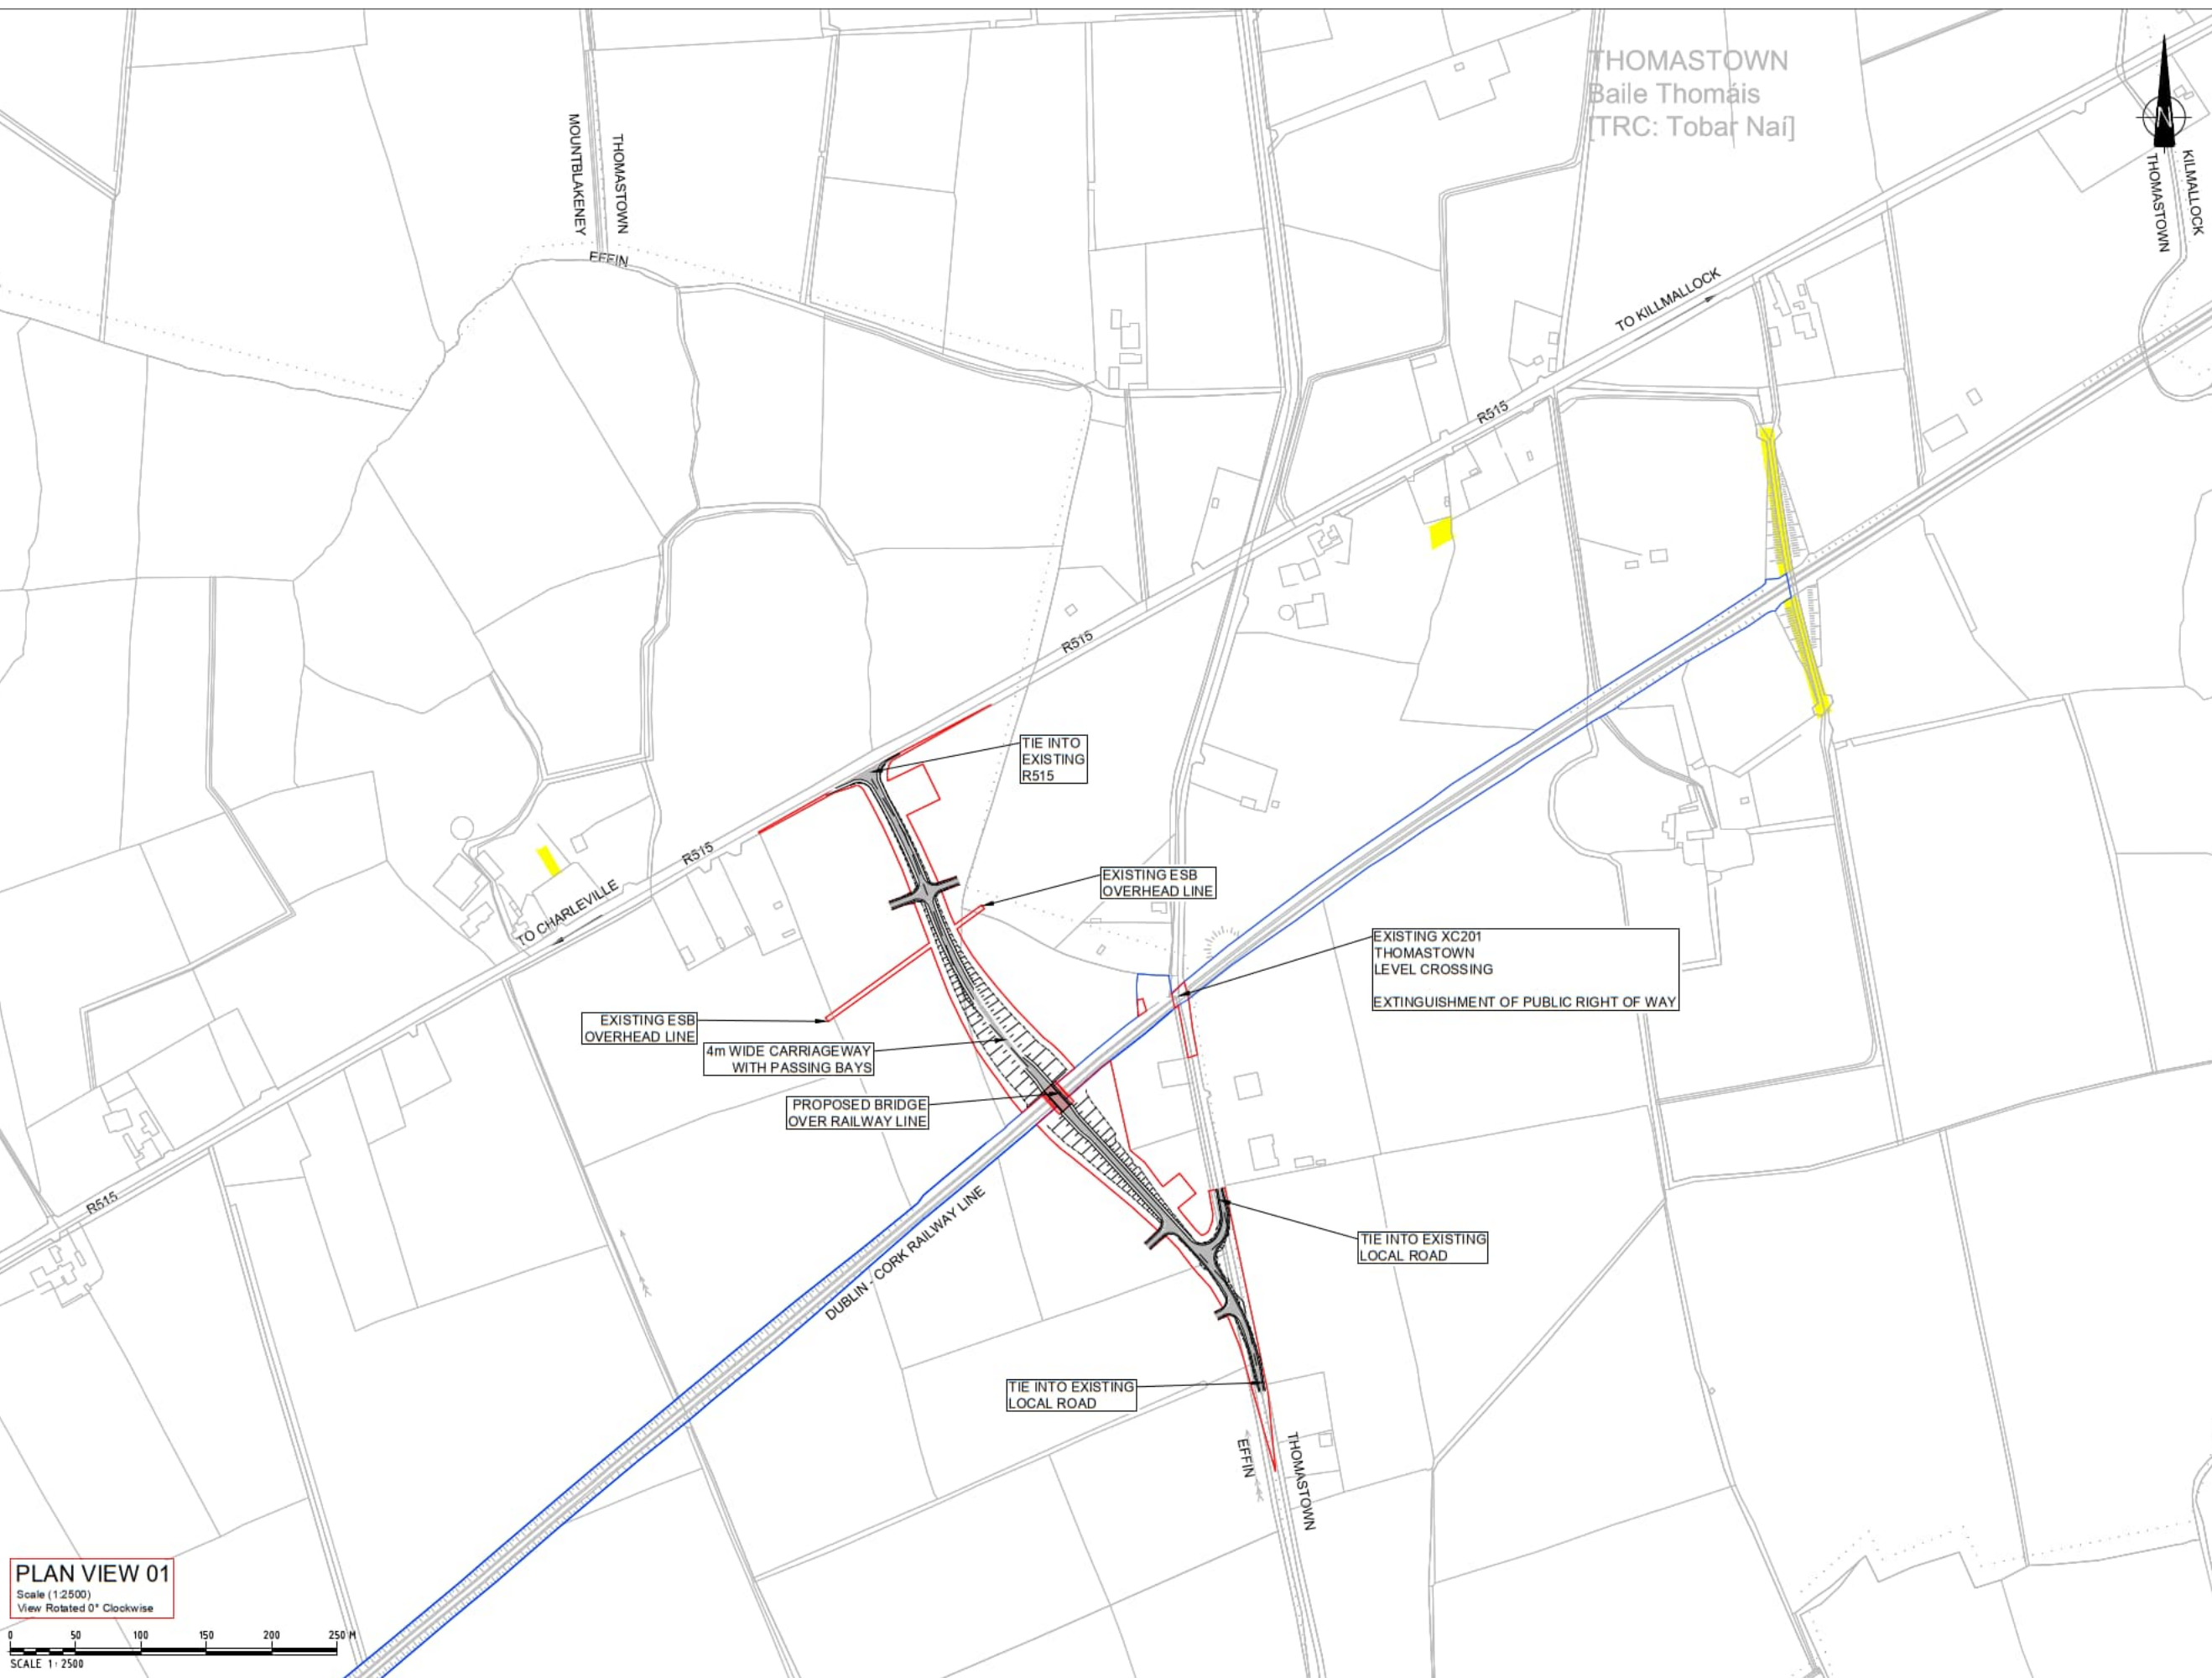 THOMASTOWN
Baile Thomáis
[TRC: Tobar Naí]
N
MOUNTBLAKENEY
THOMASTOWN
THOMASTOWN
KILMALLOCK
EFFIN
TO KILLMALLOCK
R515
R515
TIE INTO
EXISTING
R515
R515
TO CHARLEVILLE
EXISTING ESB
OVERHEAD LINE
EXISTING XC201
THOMASTOWN
LEVEL CROSSING
EXTINGUISHMENT OF PUBLIC RIGHT OF WAY
EXISTING ESB
OVERHEAD LINE
4m WIDE CARRIAGEWAY
WITH PASSING BAYS
PROPOSED BRIDGE
OVER RAILWAY LINE
R515
DUBLIN - CORK RAILWAY LINE
TIE INTO EXISTING
LOCAL ROAD
TIE INTO EXISTING
LOCAL ROAD
EFFIN
THOMASTOWN
PLAN VIEW 01
Scale (1:2500)
View Rotated 0° Clockwise
0 50 100 150 200 250 M
SCALE 1:2500